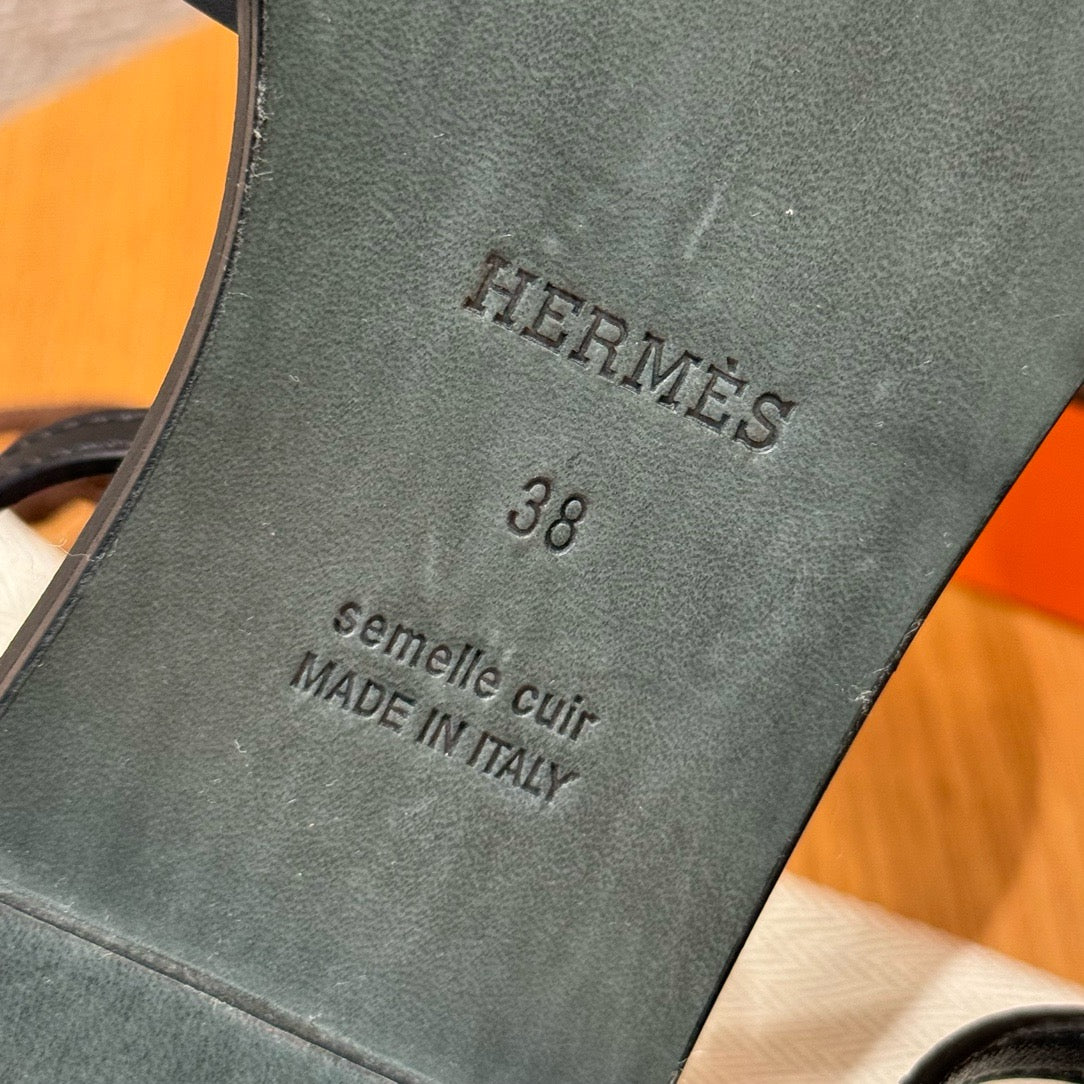 HERMÈS
38
semelle cuir
MADE IN ITALY